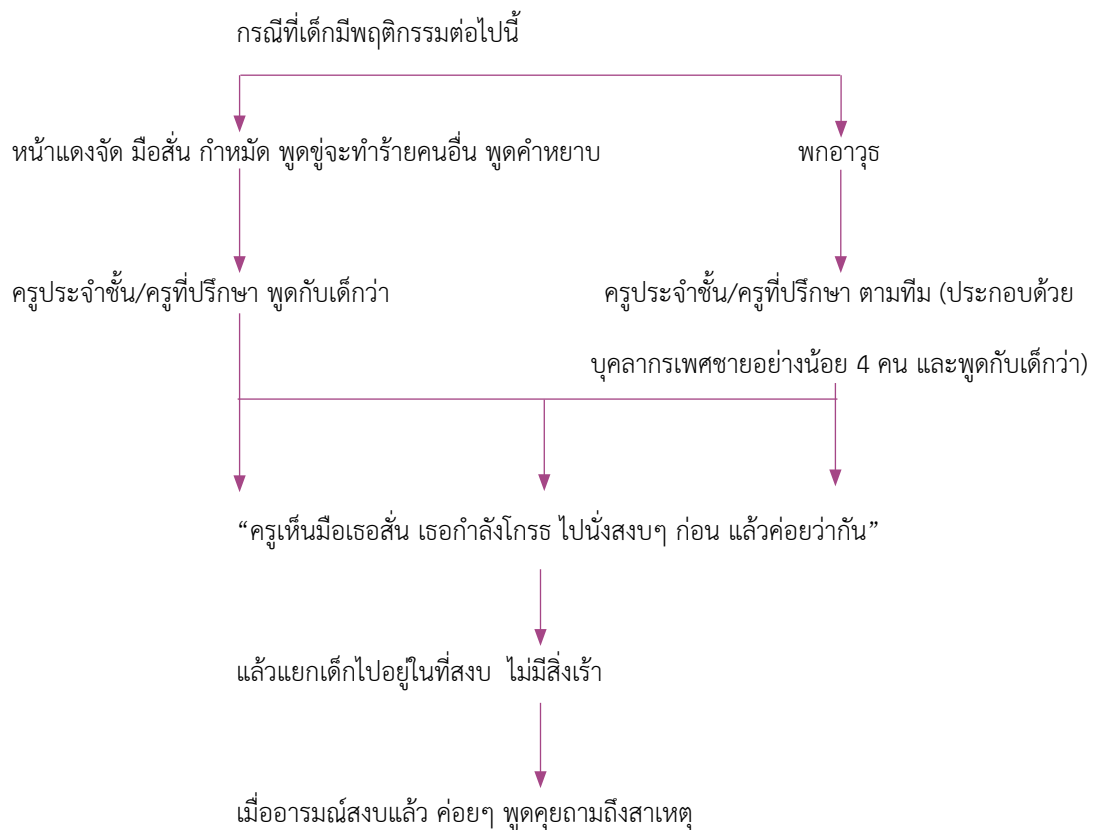 กรณีที่เด็กมีพฤติกรรมต่อไปนี้
หน้าแดงจัด มือสั่น กำหมัด พูดขู่จะทำร้ายคนอื่น พูดคำหยาบ
พกอาวุธ
ครูประจำชั้น/ครูที่ปรึกษา พูดกับเด็กว่า
ครูประจำชั้น/ครูที่ปรึกษา ตามทีม (ประกอบด้วย
บุคลากรเพศชายอย่างน้อย 4 คน และพูดกับเด็กว่า)
“ครูเห็นมือเธอสั่น เธอกำลังโกรธ ไปนั่งสงบๆ ก่อน แล้วค่อยว่ากัน”
แล้วแยกเด็กไปอยู่ในที่สงบ ไม่มีสิ่งเร้า
เมื่ออารมณ์สงบแล้ว ค่อยๆ พูดคุยถามถึงสาเหตุ